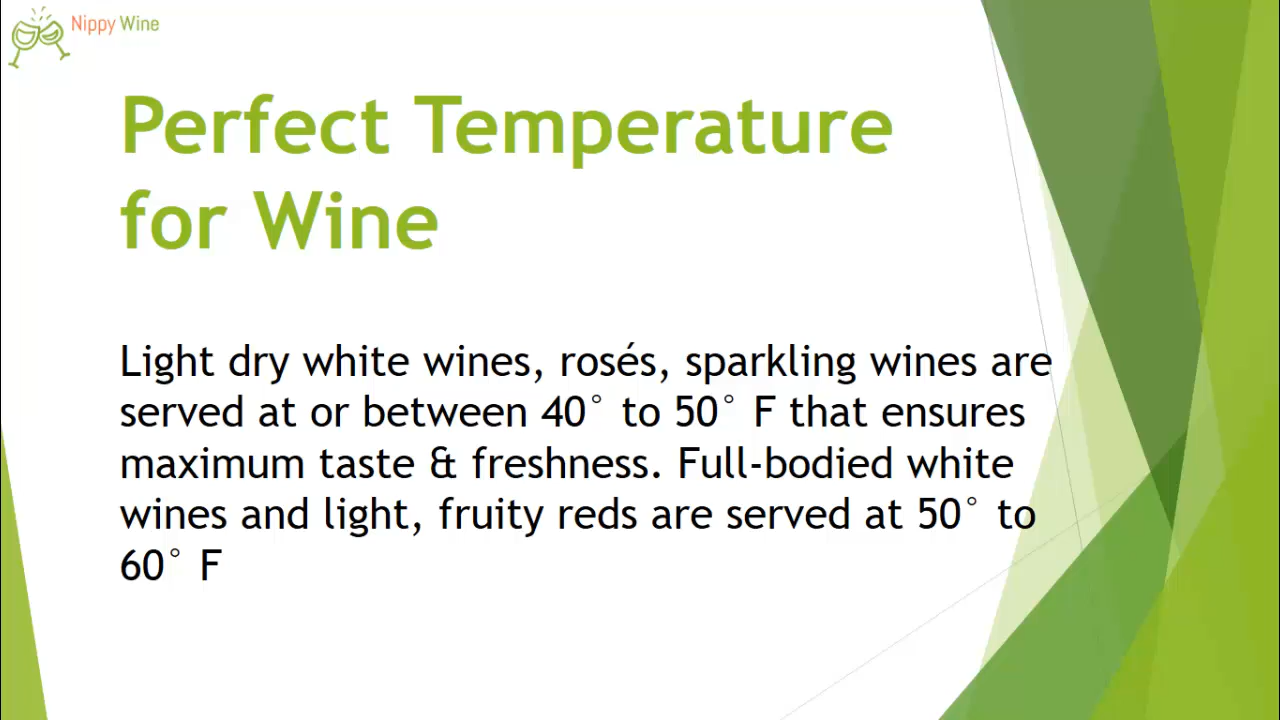 Nippy Wine
Perfect Temperature
for Wine
Light dry white wines, rosés, sparkling wines are
served at or between 40° to 50° F that ensures
maximum taste & freshness. Full-bodied white
wines and light, fruity reds are served at 50° to
60° F